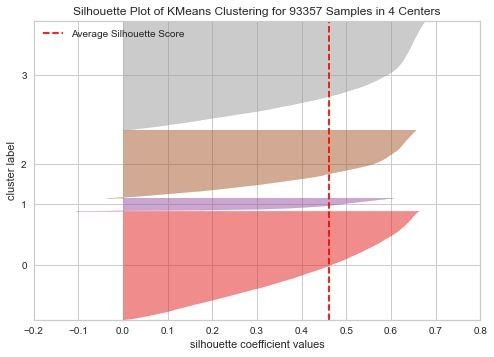 Silhouette Plot of KMeans Clustering for 93357 Samples in 4 Centers
Average Silhouette Score
3
2
1
0
cluster label
−0.2 −0.1 0.0 0.1 0.2 0.3 0.4 0.5 0.6 0.7 0.8
silhouette coefficient values